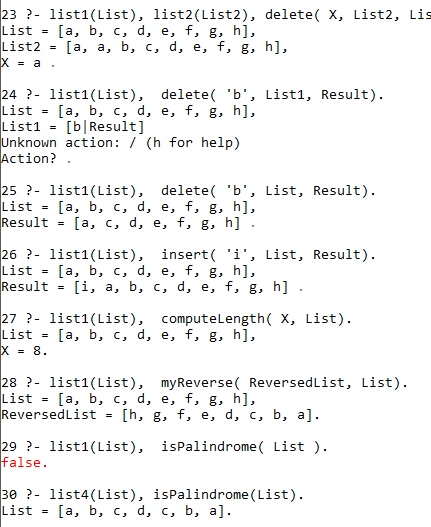 23 ?- list1(List), list2(List2), delete( X, List2, Lis
List = [a, b, c, d, e, f, g, h],
List2 = [a, a, b, c, d, e, f, g, h],
X = a .
24 ?- list1(List),  delete( 'b', List1, Result).
List = [a, b, c, d, e, f, g, h],
List1 = [b|Result]
Unknown action: / (h for help)
Action? .
25 ?- list1(List),  delete( 'b', List, Result).
List = [a, b, c, d, e, f, g, h],
Result = [a, c, d, e, f, g, h] .
26 ?- list1(List),  insert( 'i', List, Result).
List = [a, b, c, d, e, f, g, h],
Result = [i, a, b, c, d, e, f, g, h] .
27 ?- list1(List),  computeLength( X, List).
List = [a, b, c, d, e, f, g, h],
X = 8.
28 ?- list1(List),  myReverse( ReversedList, List).
List = [a, b, c, d, e, f, g, h],
ReversedList = [h, g, f, e, d, c, b, a].
29 ?- list1(List),  isPalindrome( List ).
false.
30 ?- list4(List), isPalindrome(List).
List = [a, b, c, d, c, b, a].